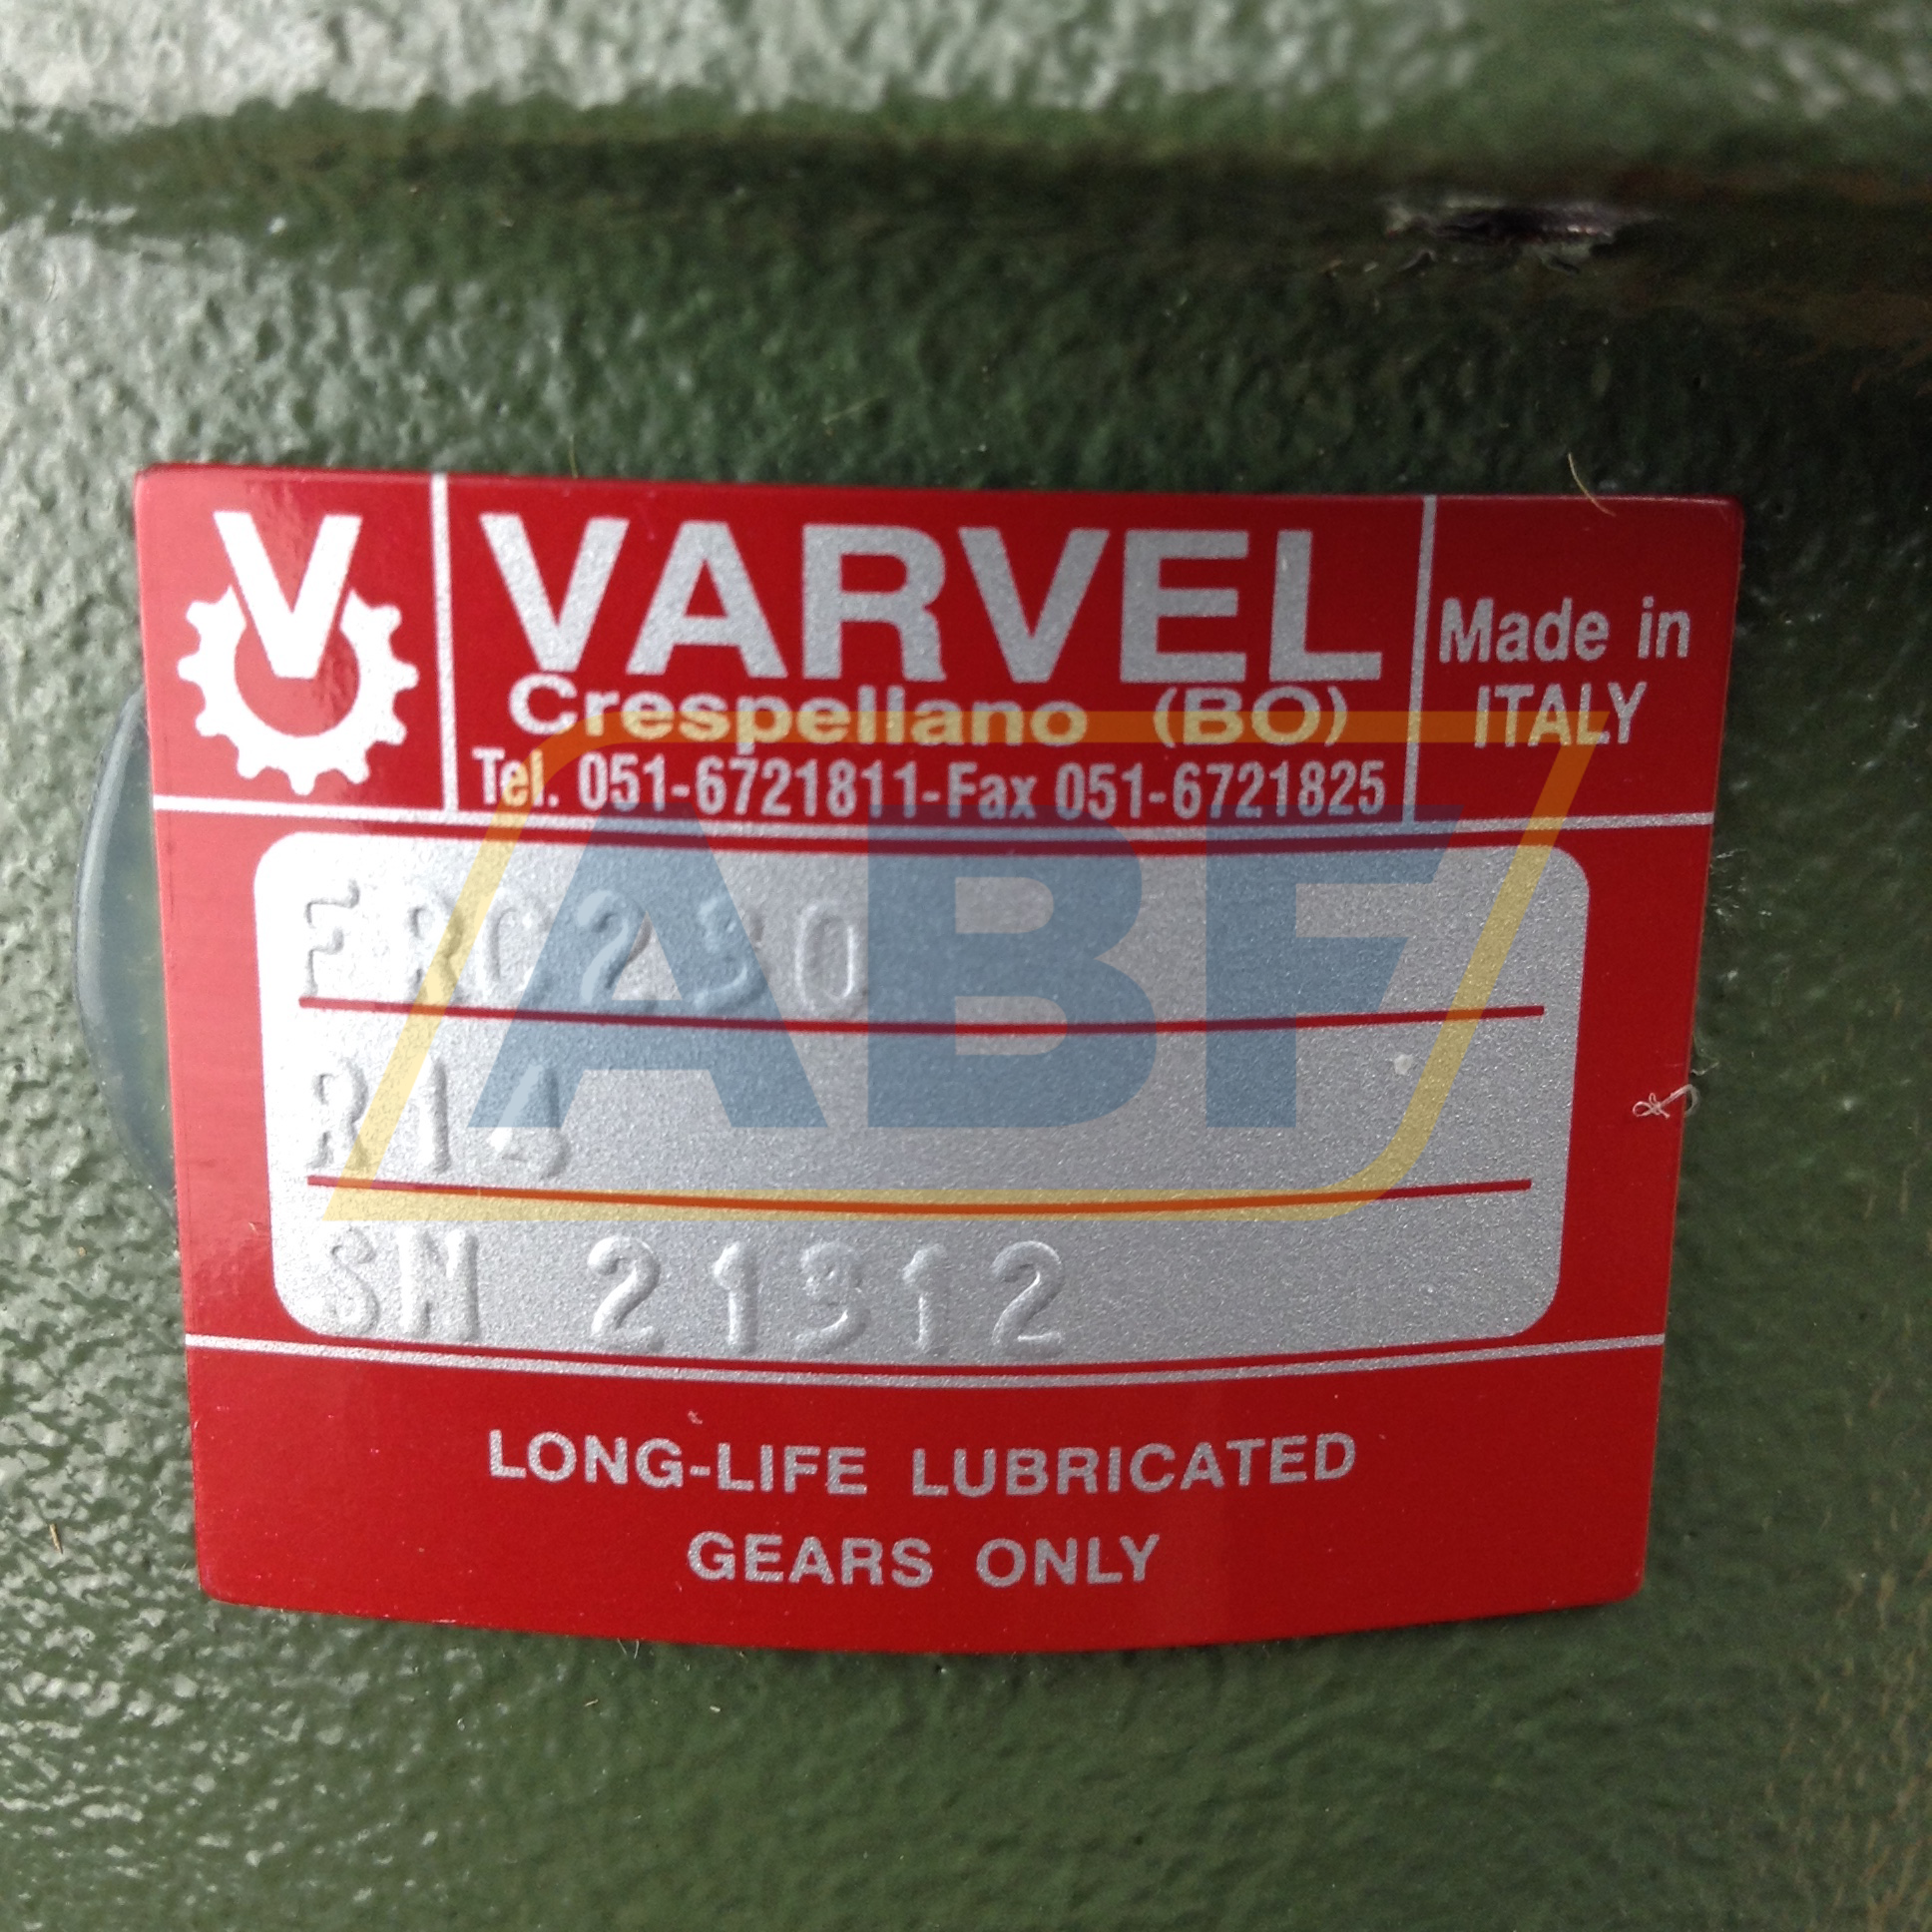 V
VARVEL
Crespellano (BO)
Tel. 051-6721811-Fax 051-6721825
Made in
ITALY
ABF
R14
SN 21912
LONG-LIFE LUBRICATED
GEARS ONLY